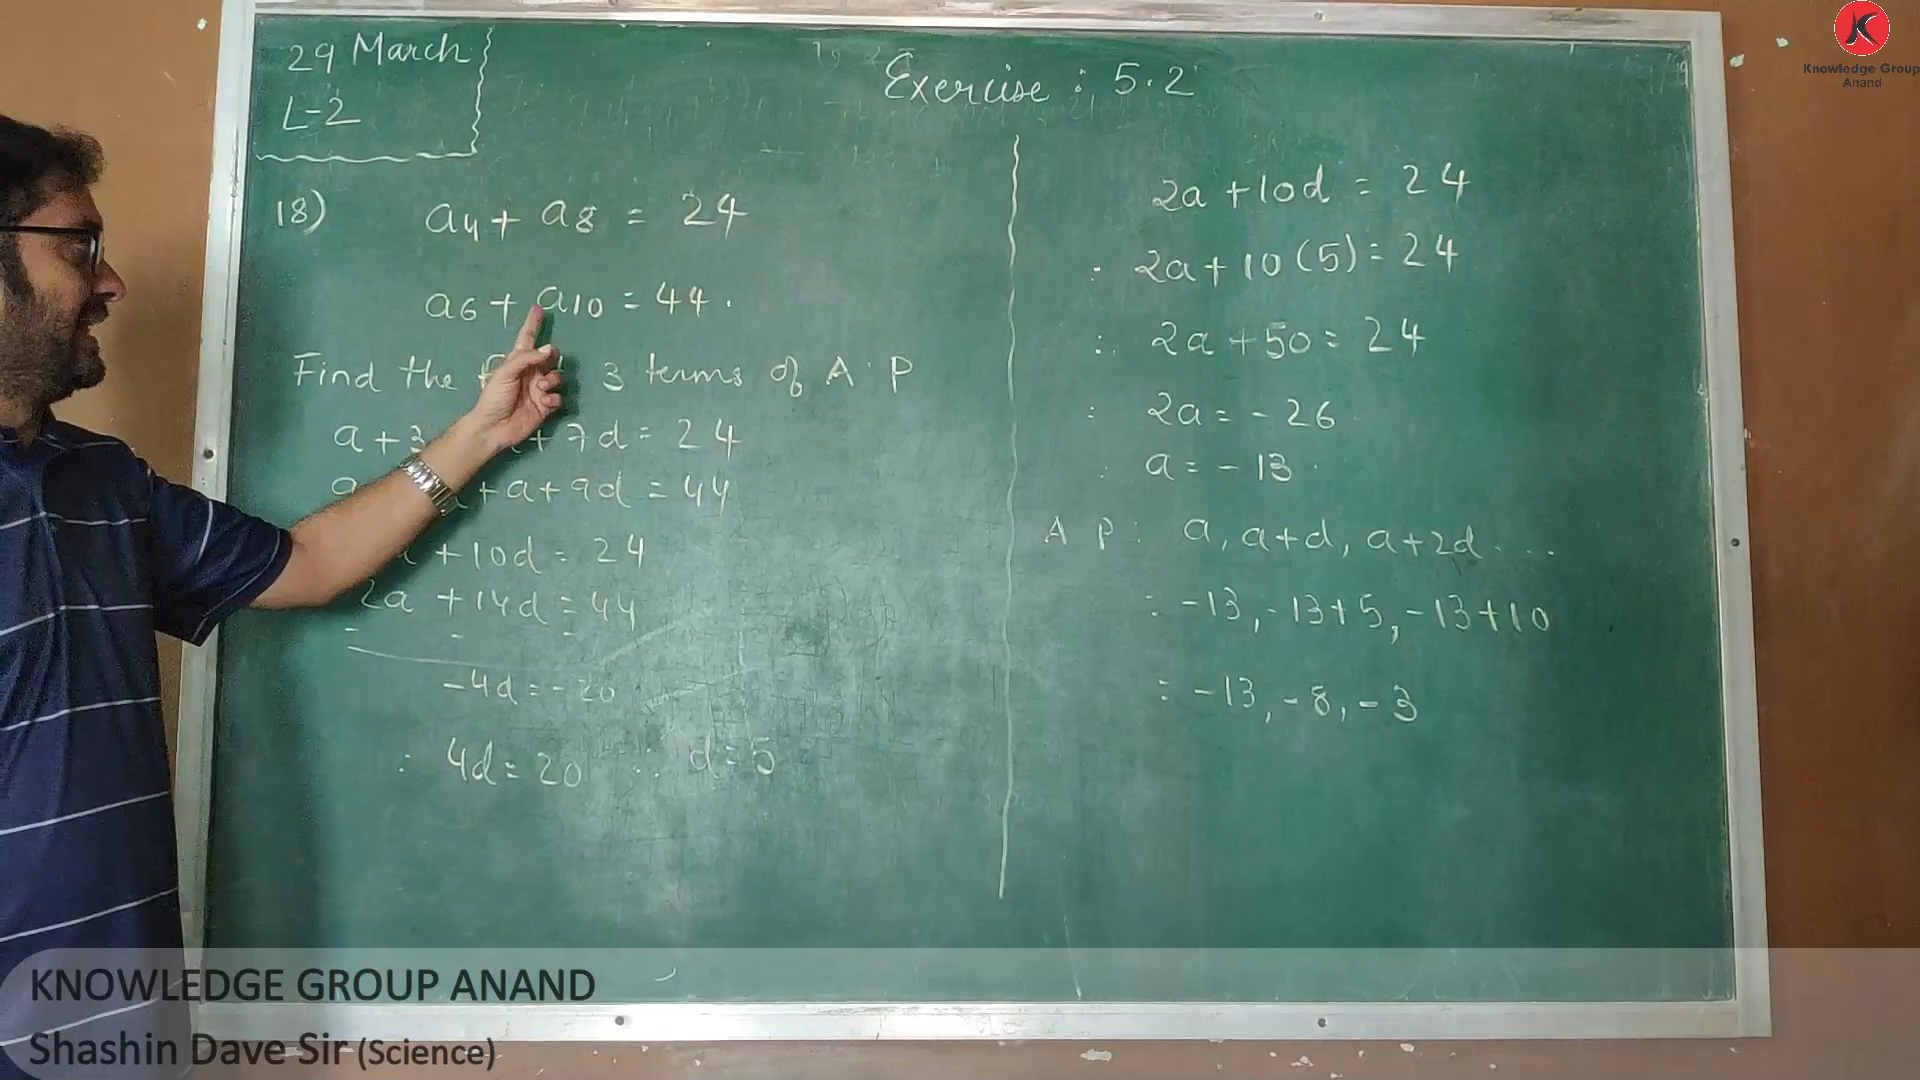 29 March
L-2
Exercise : 5.2
18) a4 + a8 = 24
a6 + a10 = 44.
Find the 3 terms of A.P
a + 3 + 7d = 24
+ a + 9d = 44
+ 10d = 24
2a + 14d = 44
- - -
-4d = -20
∴ 4d = 20 ∴ d = 5
2a + 10d = 24
∴ 2a + 10 (5) = 24
∴ 2a + 50 = 24
∴ 2a = -26
∴ a = -13.
A P : a, a+d, a+2d ...
= -13, -13+5, -13+10
= -13, -8, -3
K
Knowledge Group
Anand
KNOWLEDGE GROUP ANAND
Shashin Dave Sir (Science)